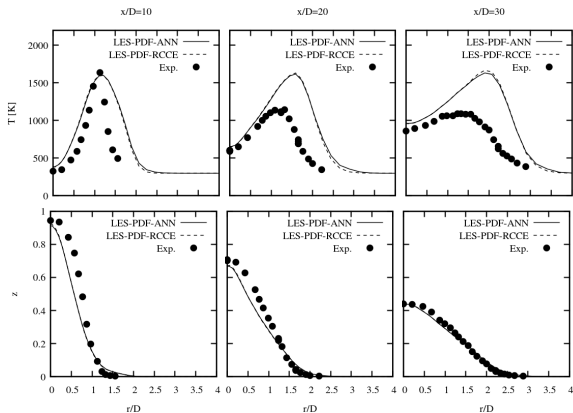 x/D=10 x/D=20 x/D=30
LES-PDF-ANN LES-PDF-ANN LES-PDF-ANN
LES-PDF-RCCE LES-PDF-RCCE LES-PDF-RCCE
Exp. Exp. Exp.
2000
1500
1000
500
T [K]
LES-PDF-ANN LES-PDF-ANN LES-PDF-ANN
LES-PDF-RCCE LES-PDF-RCCE LES-PDF-RCCE
Exp. Exp. Exp.
1
0.8
0.6
0.4
0.2
0
z
0 0.5 1 1.5 2 2.5 3 3.5 4 0 0.5 1 1.5 2 2.5 3 3.5 4 0 0.5 1 1.5 2 2.5 3 3.5 4
r/D r/D r/D